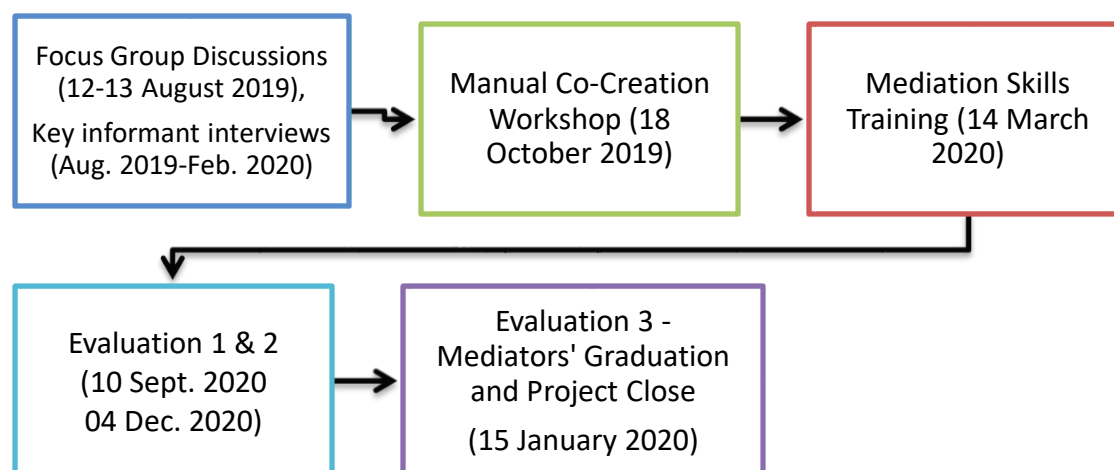 Focus Group Discussions
(12-13 August 2019),
Key informant interviews
(Aug. 2019-Feb. 2020)
Manual Co-Creation
Workshop (18
October 2019)
Mediation Skills
Training (14 March
2020)
Evaluation 1 & 2
(10 Sept. 2020
04 Dec. 2020)
Evaluation 3 -
Mediators' Graduation
and Project Close
(15 January 2020)